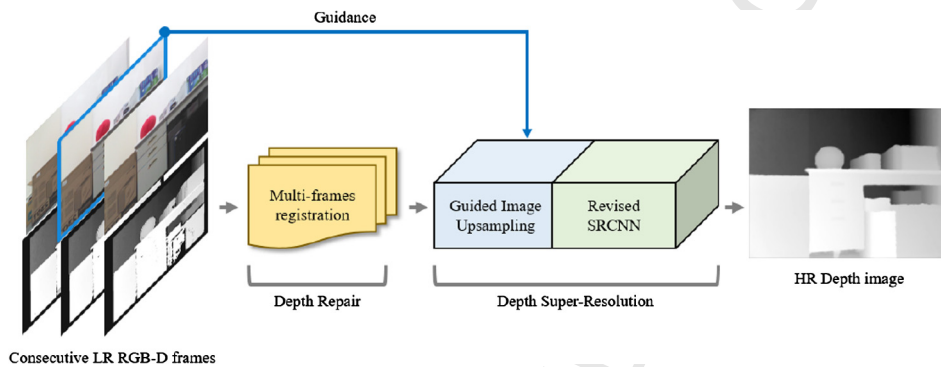 Guidance
Multi-frames
registration
Guided Image
Upsampling
Revised
SRCNN
Depth Repair
Depth Super-Resolution
HR Depth image
Consecutive LR RGB-D frames